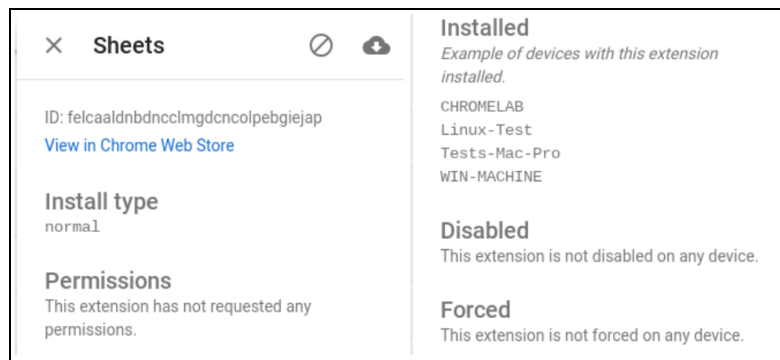 Sheets
ID: felcaaldnbdncclmgdcncolpebgiejap
View in Chrome Web Store
Install type
normal
Permissions
This extension has not requested any
permissions.
Installed
Example of devices with this extension
installed.
CHROMELAB
Linux-Test
Tests-Mac-Pro
WIN-MACHINE
Disabled
This extension is not disabled on any device.
Forced
This extension is not forced on any device.